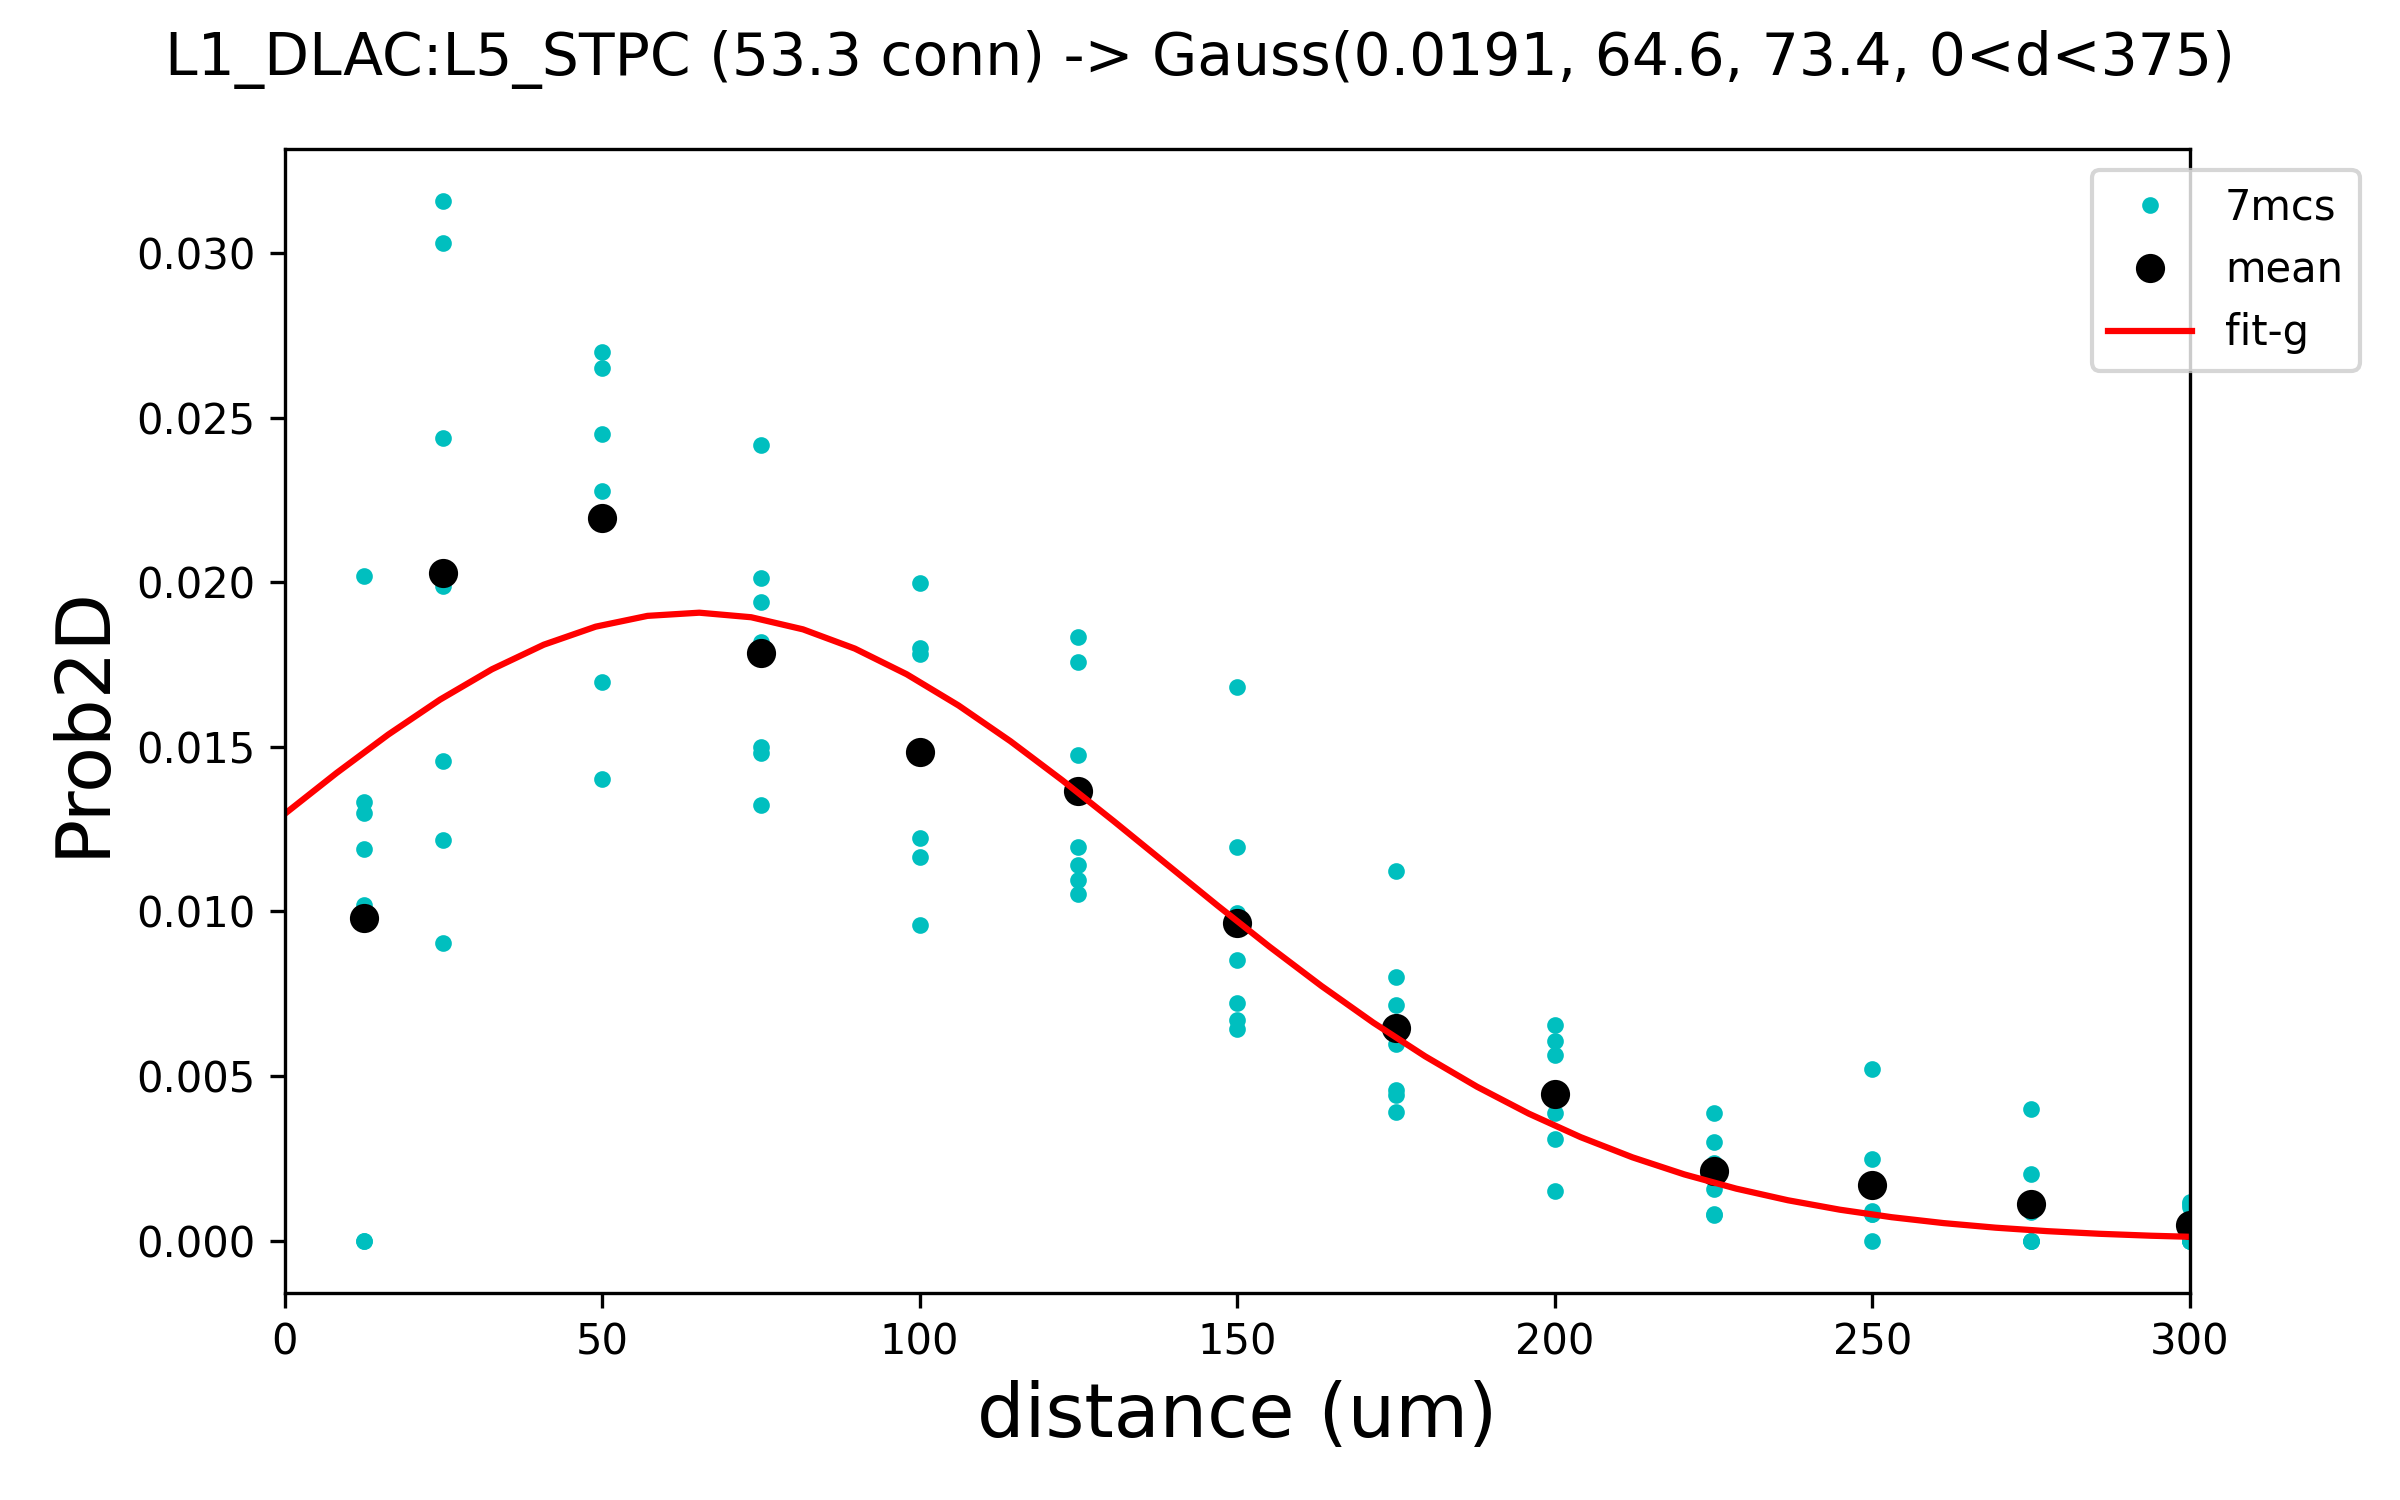 L1_DLAC:L5_STPC (53.3 conn) -> Gauss(0.0191, 64.6, 73.4, 0<d<375)
7mcs
mean
fit-g
0.030
0.025
0.020
0.015
0.010
0.005
0.000
Prob2D
0 50 100 150 200 250 300
distance (um)